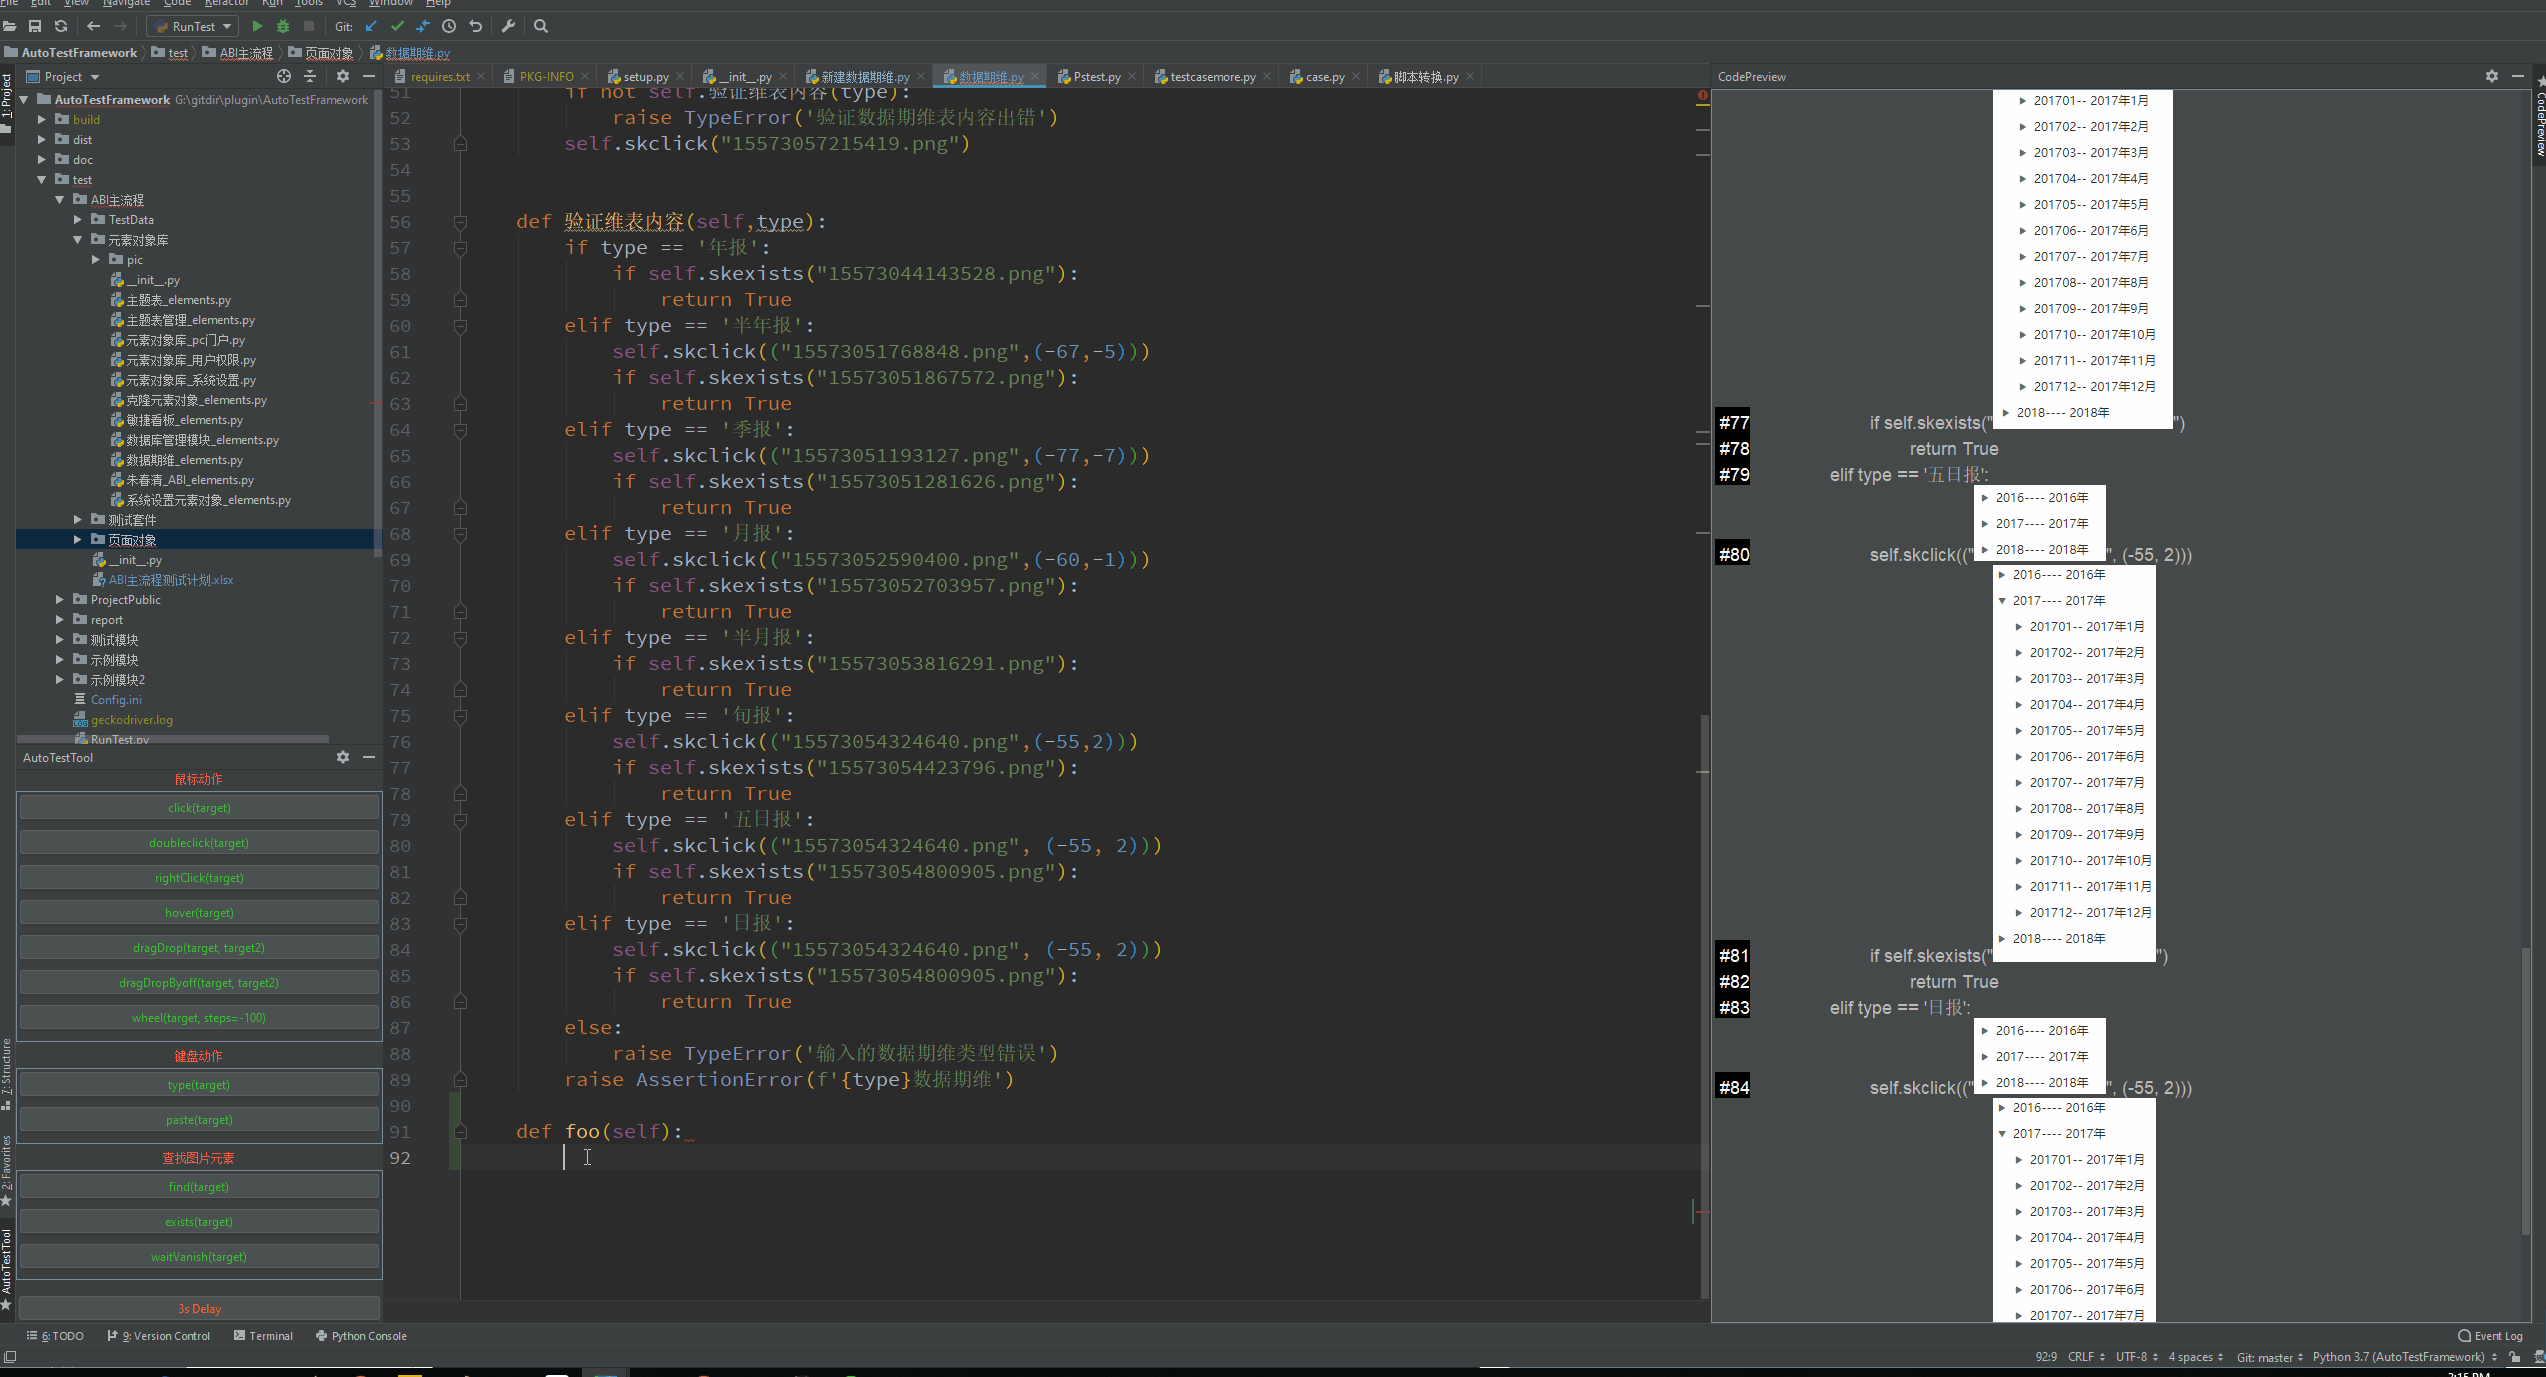 File Edit View Navigate Code Refactor Run Tools VCS Window Help
RunTest Git:
AutoTestFramework test ABI主流程 页面对象 数据期维.py
1: Project
Project
AutoTestFramework G:\gitdir\plugin\AutoTestFramework
build
dist
doc
test
ABI主流程
TestData
元素对象库
pic
__init__.py
主题表_elements.py
主题表管理_elements.py
元素对象库_pc门户.py
元素对象库_用户权限.py
元素对象库_系统设置.py
克隆元素对象_elements.py
敏捷看板_elements.py
数据库管理模块_elements.py
数据期维_elements.py
朱春清_ABI_elements.py
系统设置元素对象_elements.py
测试套件
页面对象
__init__.py
ABI主流程测试计划.xlsx
ProjectPublic
report
测试模块
示例模块
示例模块2
Config.ini
geckodriver.log
RunTest.py
AutoTestTool
鼠标动作
click(target)
doubleclick(target)
rightClick(target)
hover(target)
dragDrop(target, target2)
dragDropByoff(target, target2)
wheel(target, steps=-100)
键盘动作
type(target)
paste(target)
查找图片元素
find(target)
exists(target)
waitVanish(target)
3s Delay
7: Structure
2: Favorites
AutoTestTool
requires.txt PKG-INFO setup.py __init__.py 新建数据期维.py 数据期维.py Pstest.py testcasemore.py case.py 脚本转换.py
51 if not self.验证维表内容(type):
52 raise TypeError('验证数据期维表内容出错')
53 self.skclick("15573057215419.png")
54
55
56 def 验证维表内容(self,type):
57 if type == '年报':
58 if self.skexists("15573044143528.png"):
59 return True
60 elif type == '半年报':
61 self.skclick(("15573051768848.png",(-67,-5)))
62 if self.skexists("15573051867572.png"):
63 return True
64 elif type == '季报':
65 self.skclick(("15573051193127.png",(-77,-7)))
66 if self.skexists("15573051281626.png"):
67 return True
68 elif type == '月报':
69 self.skclick(("15573052590400.png",(-60,-1)))
70 if self.skexists("15573052703957.png"):
71 return True
72 elif type == '半月报':
73 if self.skexists("15573053816291.png"):
74 return True
75 elif type == '旬报':
76 self.skclick(("15573054324640.png",(-55,2)))
77 if self.skexists("15573054423796.png"):
78 return True
79 elif type == '五日报':
80 self.skclick(("15573054324640.png", (-55, 2)))
81 if self.skexists("15573054800905.png"):
82 return True
83 elif type == '日报':
84 self.skclick(("15573054324640.png", (-55, 2)))
85 if self.skexists("15573054800905.png"):
86 return True
87 else:
88 raise TypeError('输入的数据期维类型错误')
89 raise AssertionError(f'{type}数据期维')
90
91 def foo(self):
92
CodePreview
CodePreview
201701-- 2017年1月
201702-- 2017年2月
201703-- 2017年3月
201704-- 2017年4月
201705-- 2017年5月
201706-- 2017年6月
201707-- 2017年7月
201708-- 2017年8月
201709-- 2017年9月
201710-- 2017年10月
201711-- 2017年11月
201712-- 2017年12月
2018---- 2018年
#77 if self.skexists("")
#78 return True
#79 elif type == '五日报':
2016---- 2016年
2017---- 2017年
2018---- 2018年
#80 self.skclick(("", (-55, 2)))
2016---- 2016年
2017---- 2017年
201701-- 2017年1月
201702-- 2017年2月
201703-- 2017年3月
201704-- 2017年4月
201705-- 2017年5月
201706-- 2017年6月
201707-- 2017年7月
201708-- 2017年8月
201709-- 2017年9月
201710-- 2017年10月
201711-- 2017年11月
201712-- 2017年12月
2018---- 2018年
#81 if self.skexists("")
#82 return True
#83 elif type == '日报':
2016---- 2016年
2017---- 2017年
2018---- 2018年
#84 self.skclick(("", (-55, 2)))
2016---- 2016年
2017---- 2017年
201701-- 2017年1月
201702-- 2017年2月
201703-- 2017年3月
201704-- 2017年4月
201705-- 2017年5月
201706-- 2017年6月
201707-- 2017年7月
6: TODO 9: Version Control Terminal Python Console Event Log
92:9 CRLF UTF-8 4 spaces Git: master Python 3.7 (AutoTestFramework)